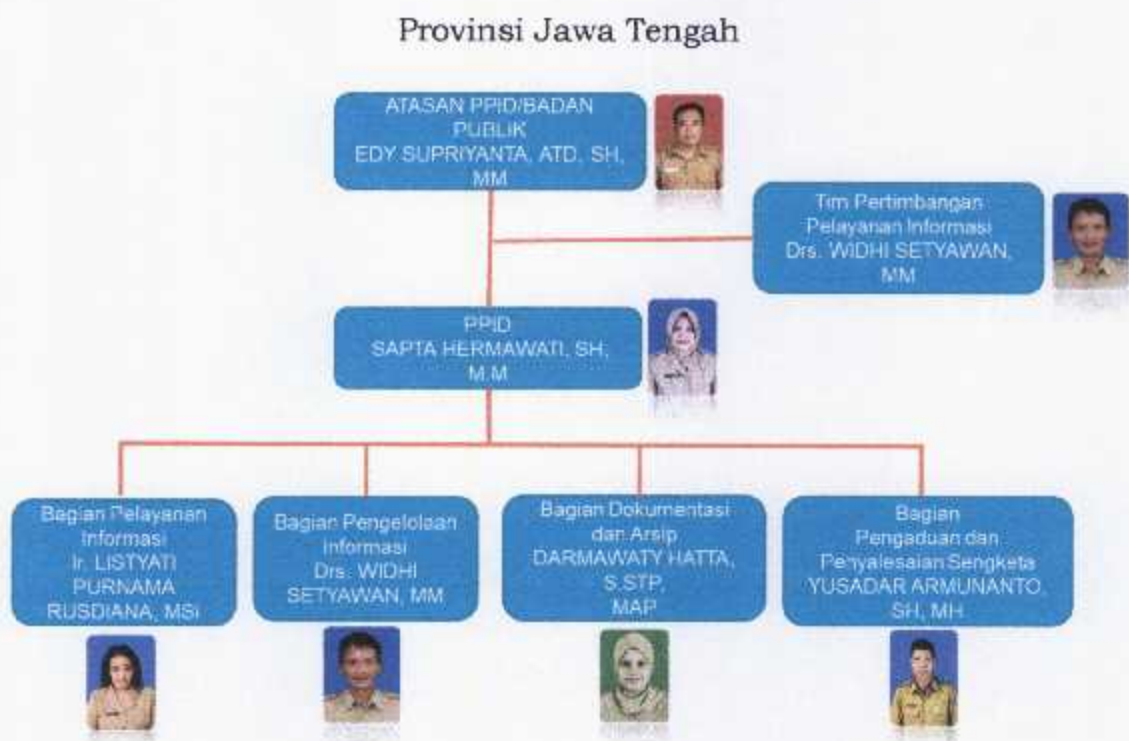 Provinsi Jawa Tengah
ATASAN PPID/BADAN
PUBLIK
EDY SUPRIYANTA, ATD, SH,
MM
Tim Pertimbangan
Pelayanan Informasi
Drs. WIDHI SETYAWAN,
MM
PPID
SAPTA HERMAWATI, SH,
M.M
Bagian Pelayanan
Informasi
Ir. LISTYATI
PURNAMA
RUSDIANA, MSi
Bagian Pengelolaan
Informasi
Drs. WIDHI
SETYAWAN, MM
Bagian Dokumentasi
dan Arsip
DARMAWATY HATTA,
S.STP,
MAP
Bagian
Pengaduan dan
Penyalesaian Sengketa
YUSADAR ARMUNANTO,
SH, MH